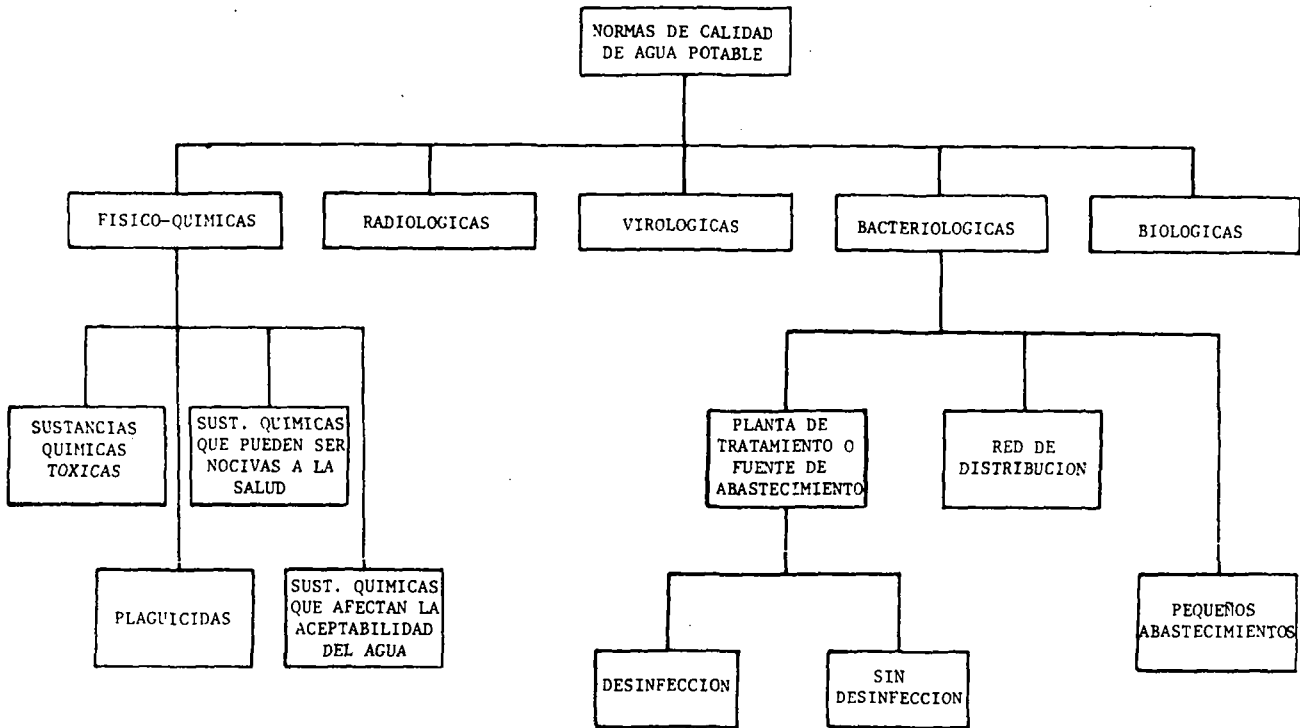 NORMAS DE CALIDAD
DE AGUA POTABLE
FISICO-QUIMICAS
RADIOLOGICAS
VIROLOGICAS
BACTERIOLOGICAS
BIOLOGICAS
SUSTANCIAS
QUIMICAS
TOXICAS
SUST. QUIMICAS
QUE PUEDEN SER
NOCIVAS A LA
SALUD
PLANTA DE
TRATAMIENTO O
FUENTE DE
ABASTECIMIENTO
RED DE
DISTRIBUCION
PLAGUICIDAS
SUST. QUIMICAS
QUE AFECTAN LA
ACEPTABILIDAD
DEL AGUA
PEQUEÑOS
ABASTECIMIENTOS
DESINFECCION
SIN
DESINFECCION